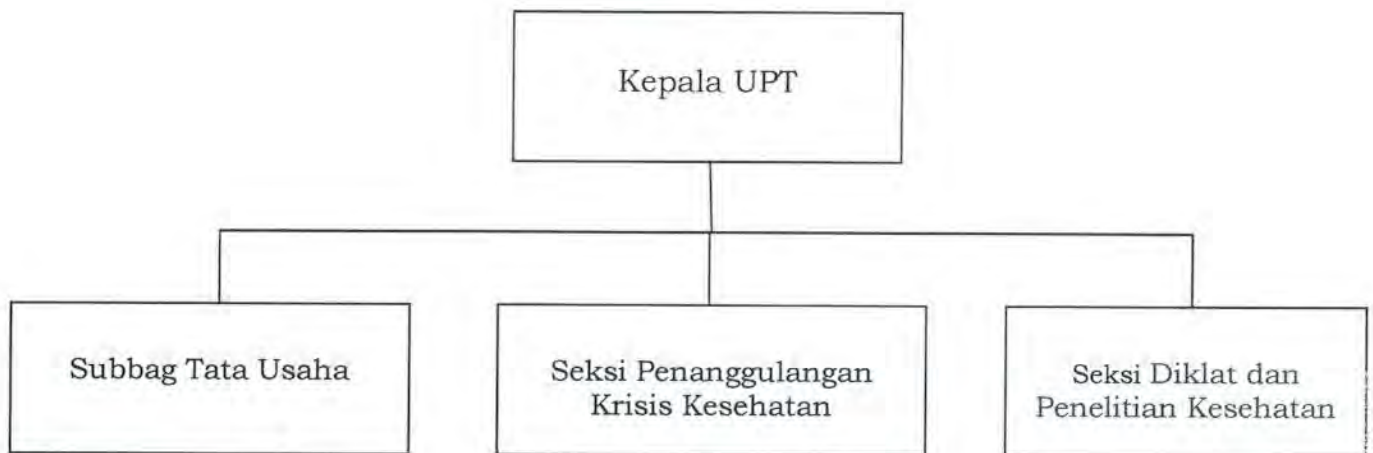 Kepala UPT
Subbag Tata Usaha
Seksi Penanggulangan
Krisis Kesehatan
Seksi Diklat dan
Penelitian Kesehatan